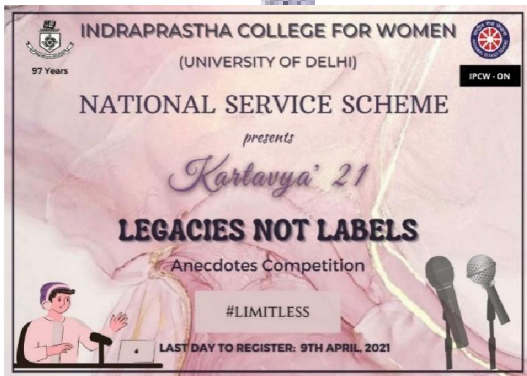 INDRAPRASTHA COLLEGE FOR WOMEN
97 Years
(UNIVERSITY OF DELHI)
IPCW - ON
NATIONAL SERVICE SCHEME
presents
Kartavya' 21
LEGACIES NOT LABELS
Anecdotes Competition
#LIMITLESS
LAST DAY TO REGISTER: 9TH APRIL, 2021